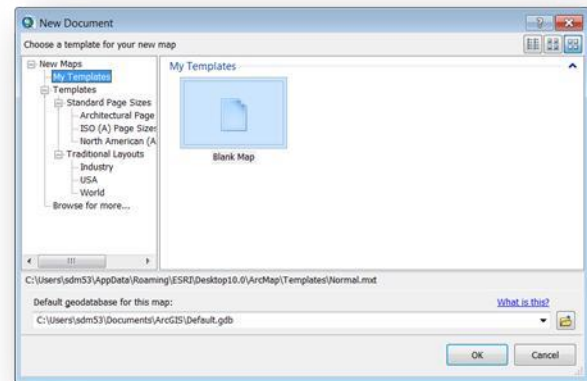 New Document
Choose a template for your new map
New Maps
My Templates
Templates
Standard Page Sizes
Architectural Page
ISO (A) Page Sizes
North American (A
Traditional Layouts
Industry
USA
World
Browse for more...
My Templates
Blank Map
C:\Users\sdm53\AppData\Roaming\ESRI\Desktop10.0\ArcMap\Templates\Normal.mxt
Default geodatabase for this map:
What is this?
C:\Users\sdm53\Documents\ArcGIS\Default.gdb
OK
Cancel